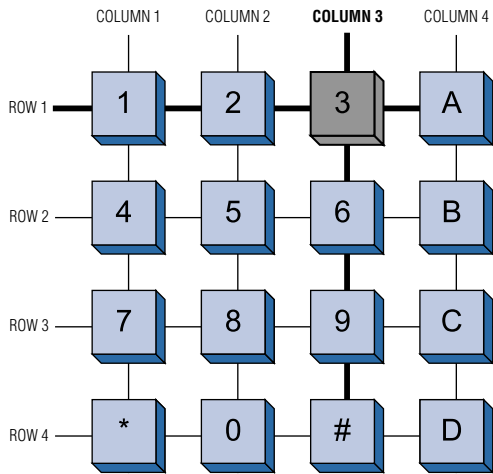 COLUMN 1 COLUMN 2 COLUMN 3 COLUMN 4
ROW 1 1 2 3 A
ROW 2 4 5 6 B
ROW 3 7 8 9 C
ROW 4 * 0 # D